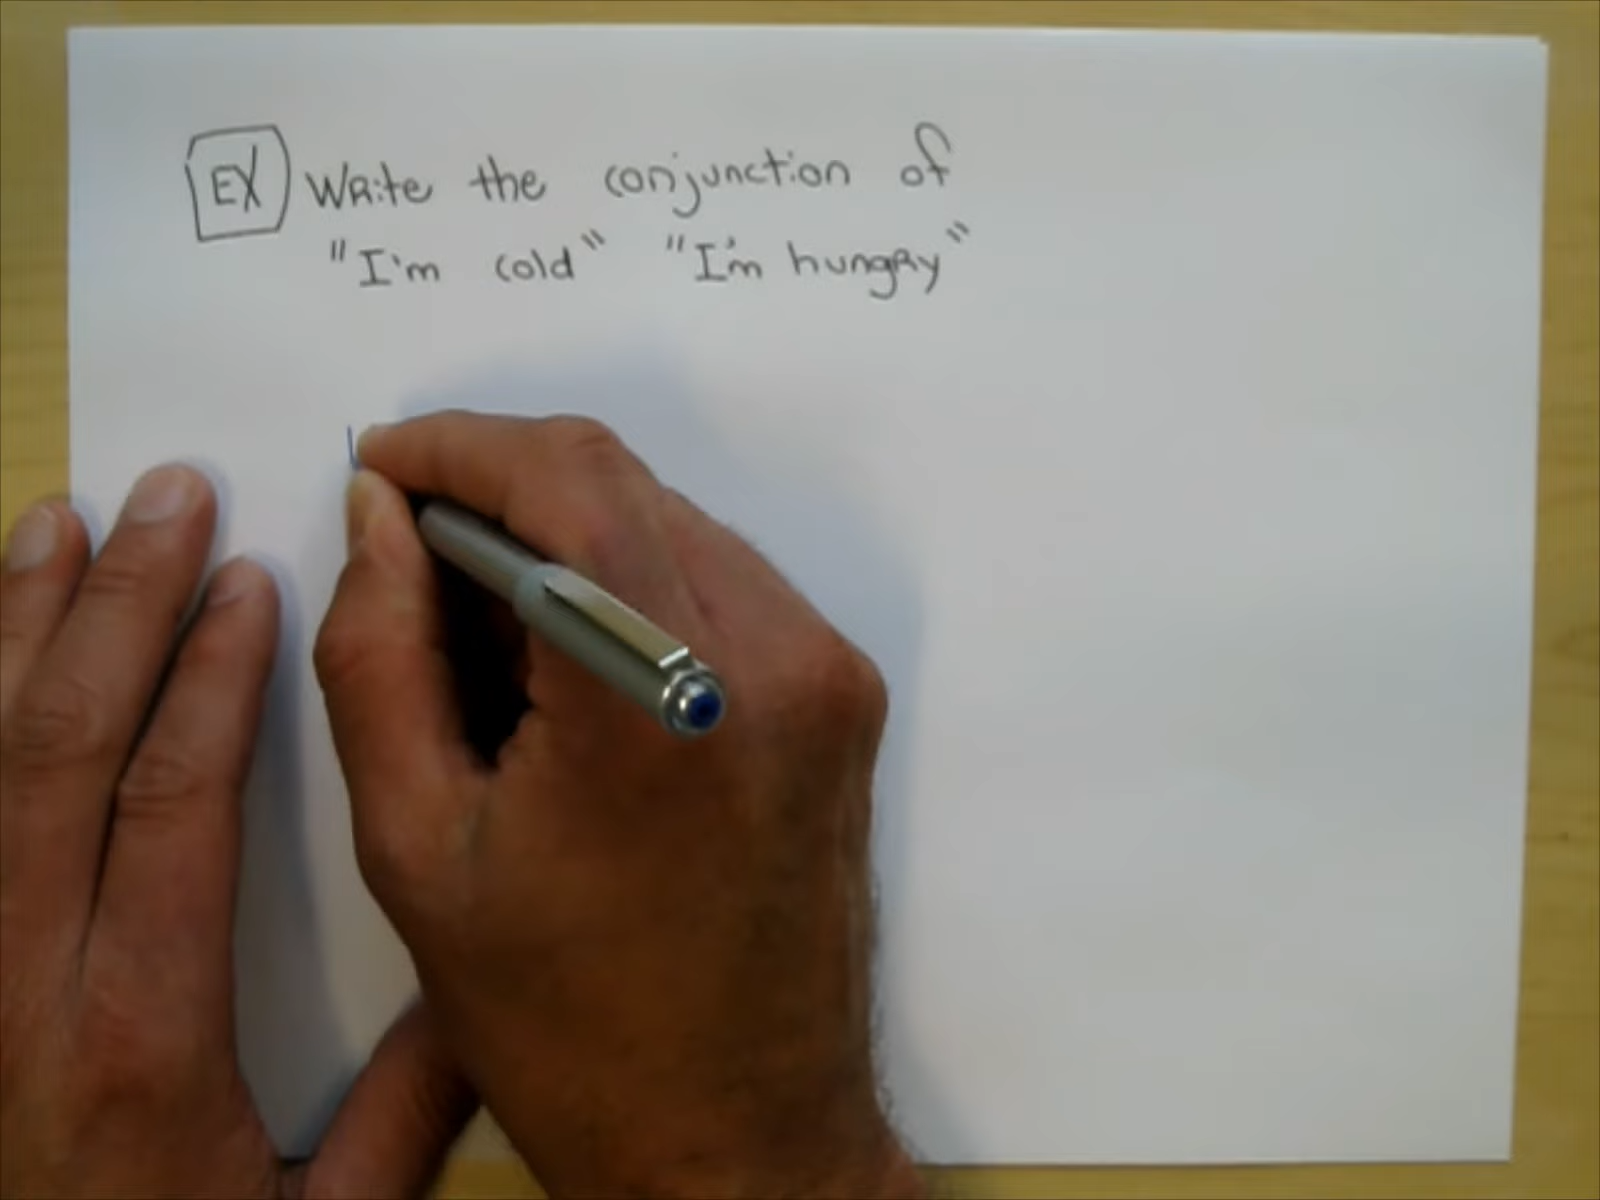 EX Write the conjunction of
"I'm cold" "I'm hungry"